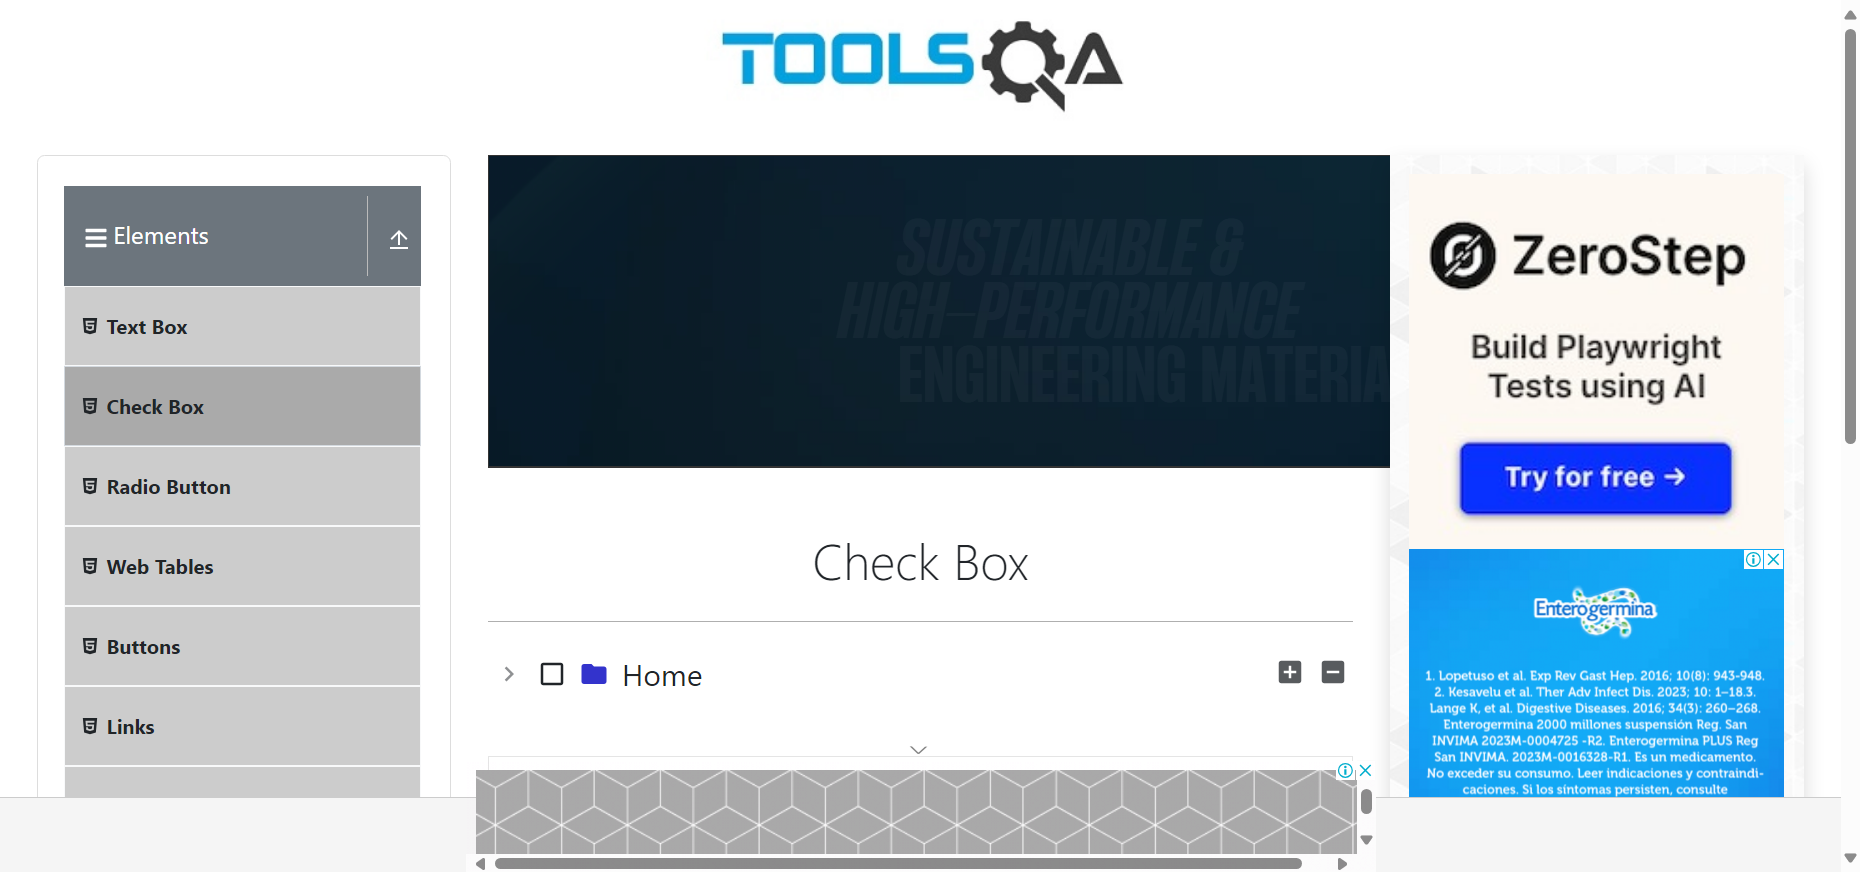 TOOLSQA
Elements
Text Box
Check Box
Radio Button
Web Tables
Buttons
Links
SUSTAINABLE &
HIGH–PERFORMANCE
ENGINEERING MATERIA
Check Box
Home
ZeroStep
Build Playwright
Tests using AI
Try for free →
Enterogermina
1. Lopetuso et al. Exp Rev Gast Hep. 2016; 10(8): 943-948.
2. Kesavelu et al. Ther Adv Infect Dis. 2023; 10: 1–18.3.
Lange K, et al. Digestive Diseases. 2016; 34(3): 260–268.
Enterogermina 2000 millones suspensión Reg. San
INVIMA 2023M-0004725 -R2. Enterogermina PLUS Reg
San INVIMA. 2023M-0016328-R1. Es un medicamento.
No exceder su consumo. Leer indicaciones y contraindi-
caciones. Si los síntomas persisten, consulte